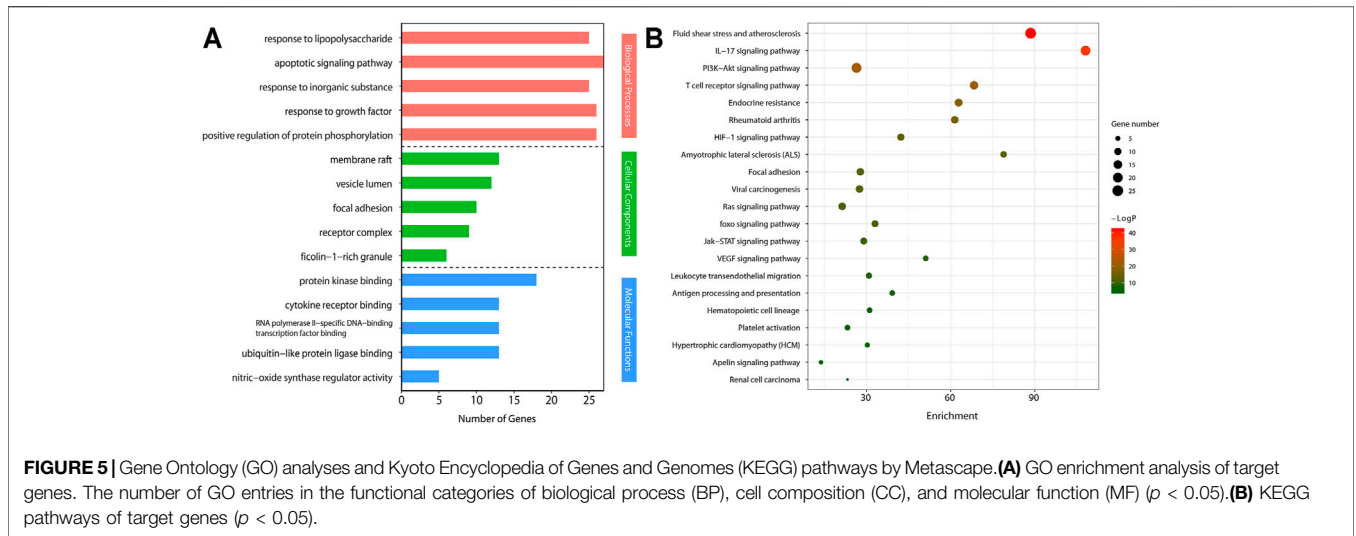 A
response to lipopolysaccharide
apoptotic signaling pathway
response to inorganic substance
response to growth factor
positive regulation of protein phosphorylation
membrane raft
vesicle lumen
focal adhesion
receptor complex
ficolin−1−rich granule
protein kinase binding
cytokine receptor binding
RNA polymerase II−specific DNA−binding
transcription factor binding
ubiquitin−like protein ligase binding
nitric−oxide synthase regulator activity
0 5 10 15 20 25
Number of Genes
Biological Processes
Cellular Components
Molecular Functions
B
Fluid shear stress and atherosclerosis
IL−17 signaling pathway
PI3K−Akt signaling pathway
T cell receptor signaling pathway
Endocrine resistance
Rheumatoid arthritis
HIF−1 signaling pathway
Amyotrophic lateral sclerosis (ALS)
Focal adhesion
Viral carcinogenesis
Ras signaling pathway
foxo signaling pathway
Jak−STAT signaling pathway
VEGF signaling pathway
Leukocyte transendothelial migration
Antigen processing and presentation
Hematopoietic cell lineage
Platelet activation
Hypertrophic cardiomyopathy (HCM)
Apelin signaling pathway
Renal cell carcinoma
30 60 90
Enrichment
Gene number
5
10
15
20
25
−LogP
40
30
20
10
FIGURE 5 | Gene Ontology (GO) analyses and Kyoto Encyclopedia of Genes and Genomes (KEGG) pathways by Metascape.(A) GO enrichment analysis of target
genes. The number of GO entries in the functional categories of biological process (BP), cell composition (CC), and molecular function (MF) (p < 0.05).(B) KEGG
pathways of target genes (p < 0.05).